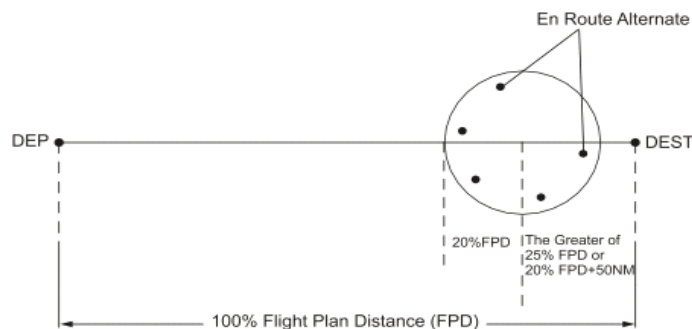 En Route Alternate
DEP
DEST
20%FPD
The Greater of
25% FPD or
20% FPD+50NM
100% Flight Plan Distance (FPD)